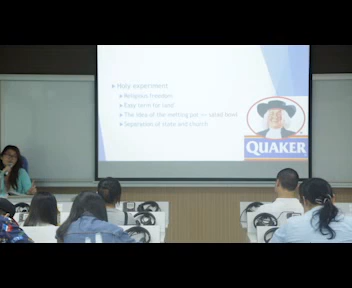 Holy experiment
Religious freedom
Easy term for land
The idea of the melting pot — salad bowl
Separation of state and church
QUAKER